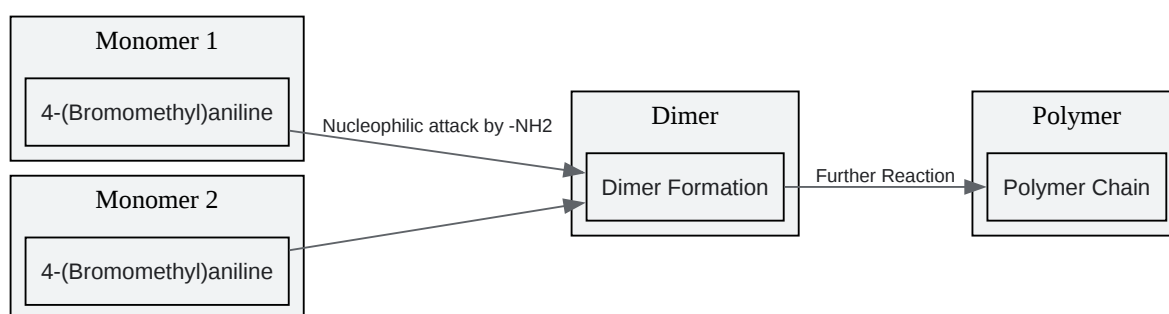 Monomer 1
4-(Bromomethyl)aniline
Nucleophilic attack by -NH2
Monomer 2
4-(Bromomethyl)aniline
Dimer
Dimer Formation
Further Reaction
Polymer
Polymer Chain